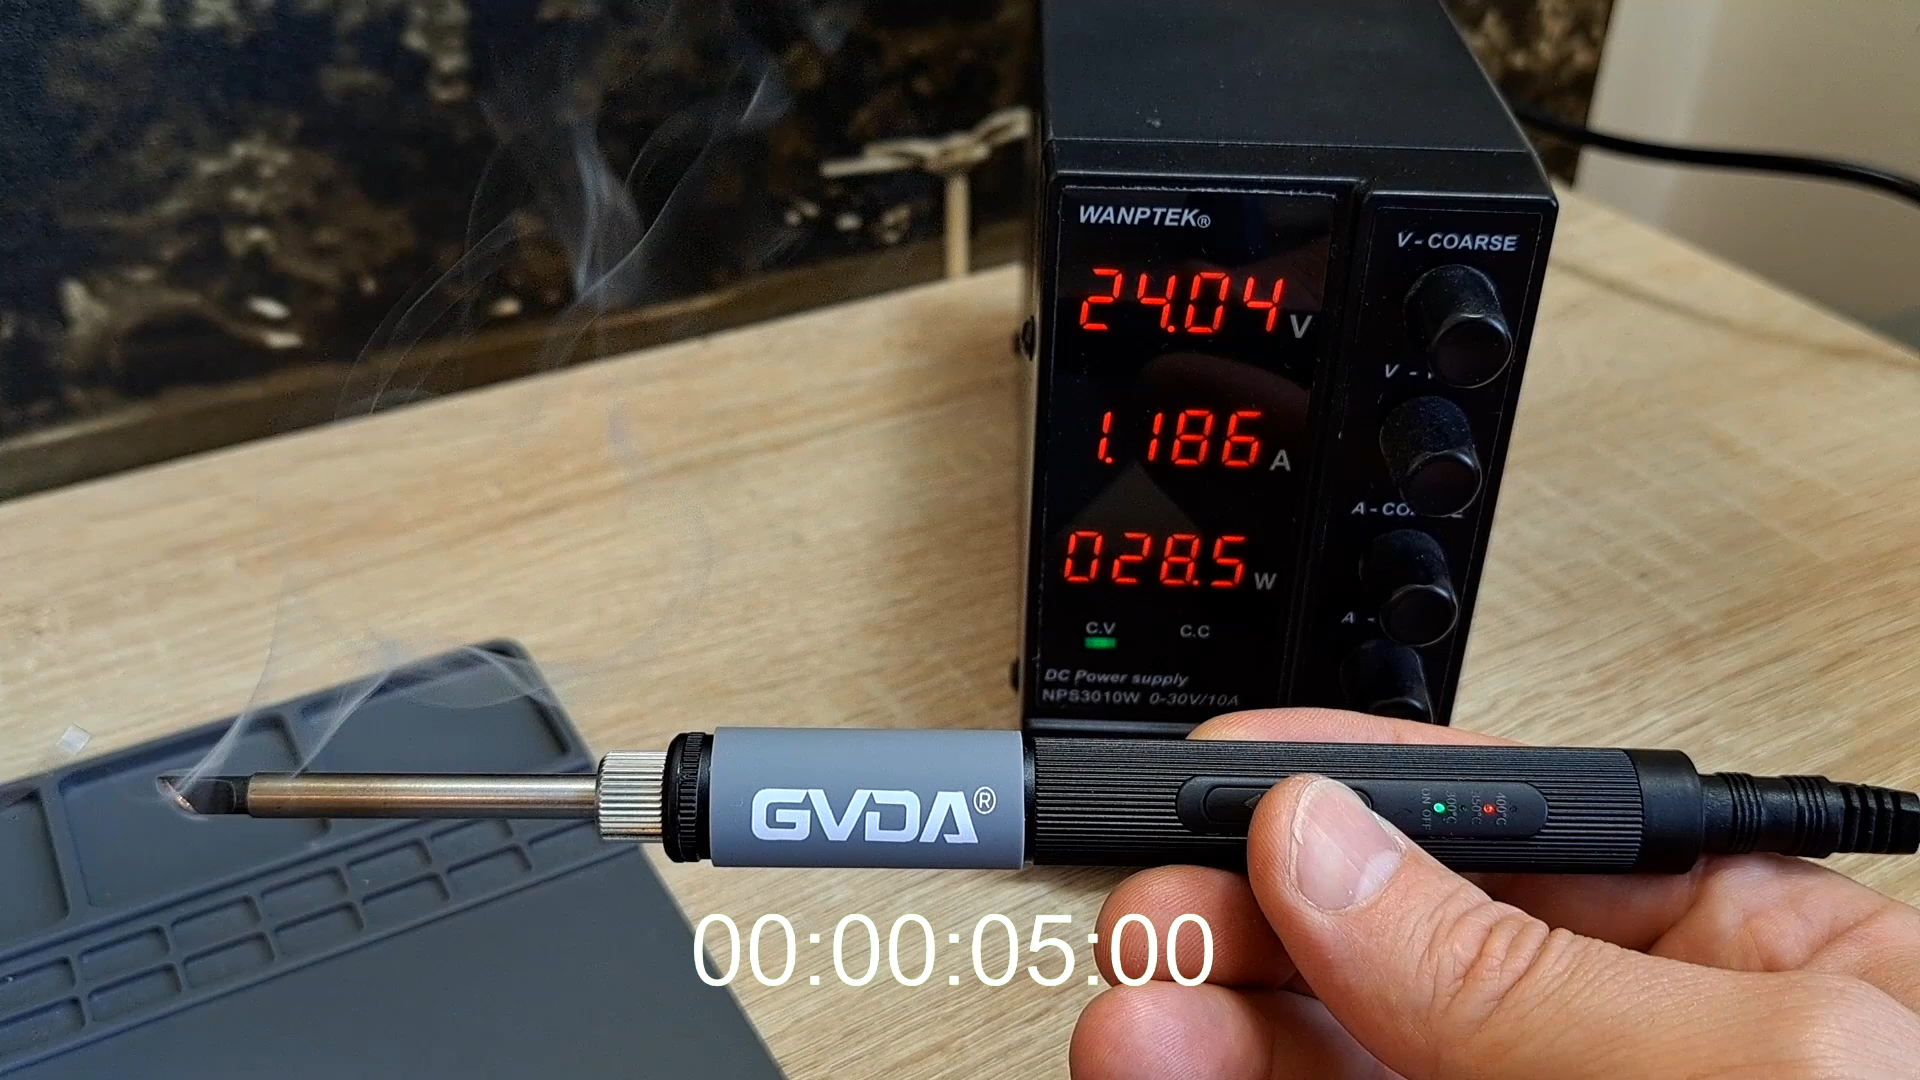 WANPTEK®
V-COARSE
24.04 V
V-
1.186 A
A-CO
028.5 W
C.V C.C
A-
DC Power supply
NPS3010W 0-30V/10A
GVDA®
ON OFF
300°C
350°C
400°C
00:00:05:00